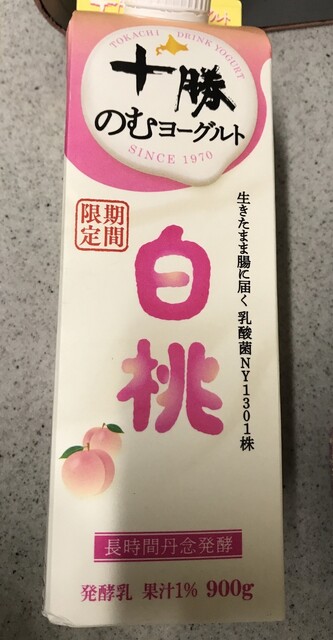 TOKACHI DRINK YOGURT
十勝
のむヨーグルト
SINCE 1970
期間
限定
白桃
生きたまま腸に届く 乳酸菌NY1301株
長時間丹念発酵
発酵乳 果汁1% 900g